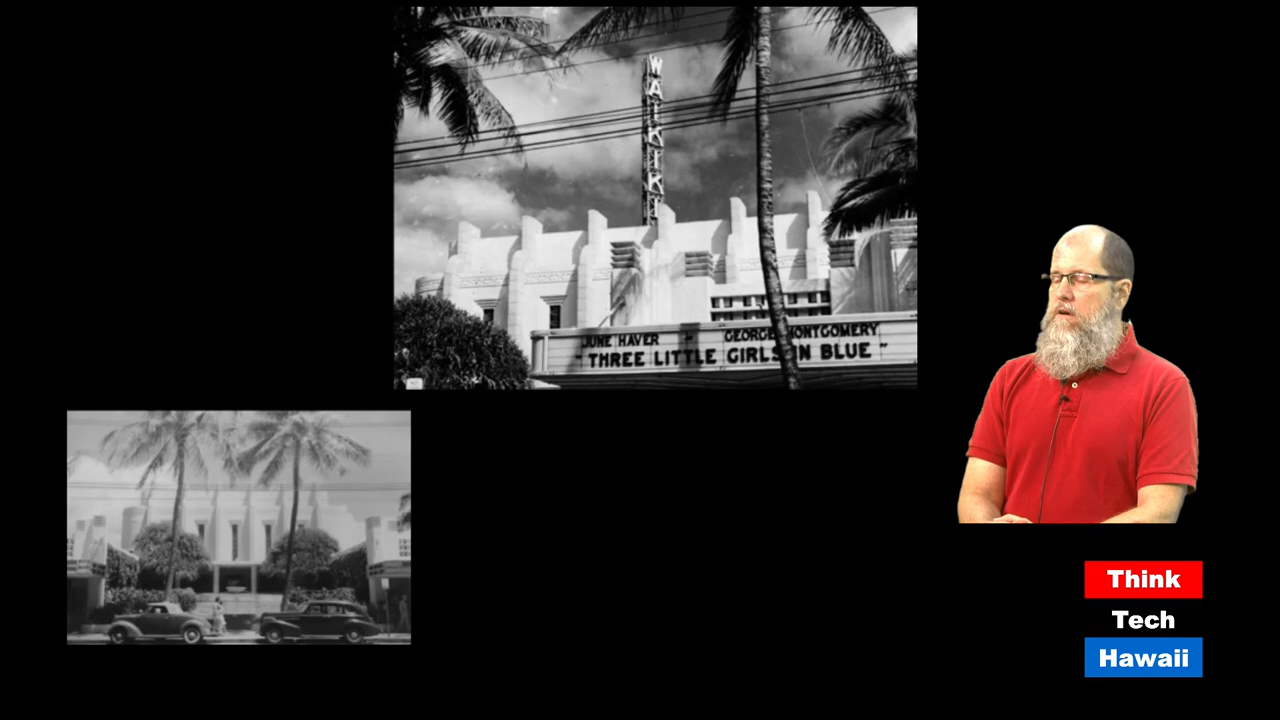 WAIKIKI
JUNE HAVER GEORGE MONTGOMERY
"THREE LITTLE GIRLS IN BLUE"
Think
Tech
Hawaii